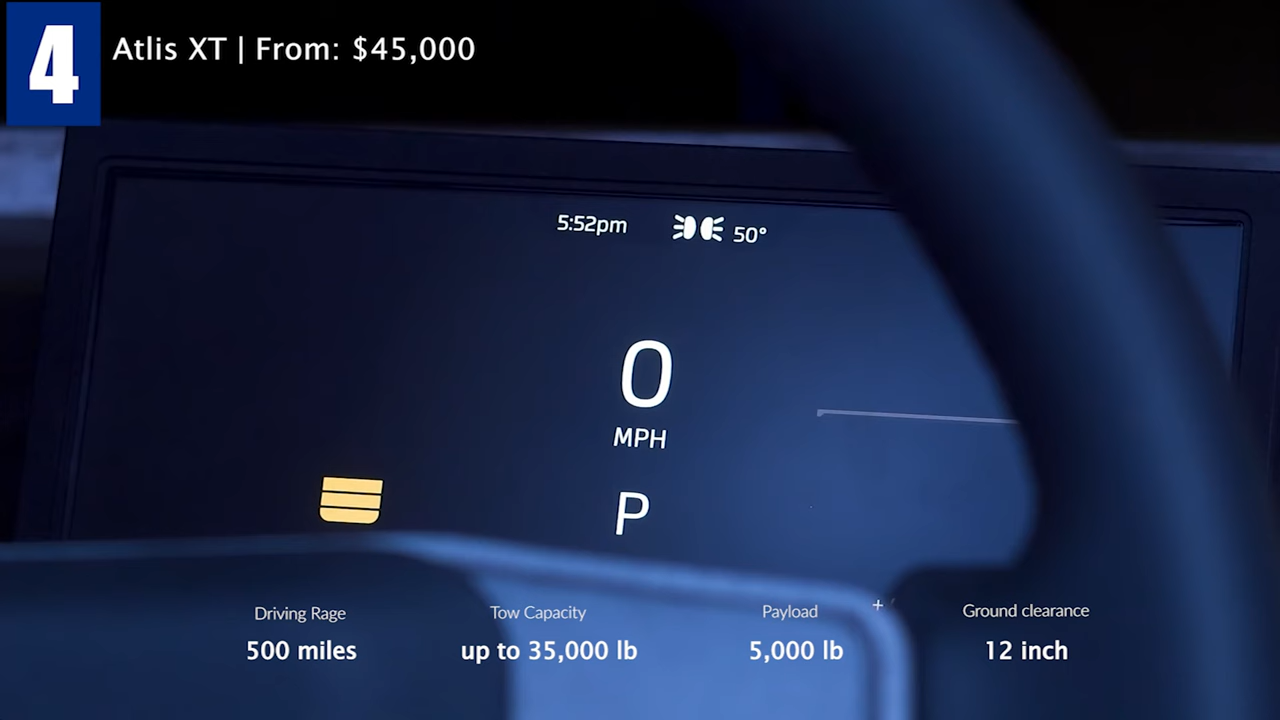 4
Atlis XT | From: $45,000
5:52pm 50°
0
MPH
P
Driving Rage Tow Capacity Payload Ground clearance
500 miles up to 35,000 lb 5,000 lb 12 inch